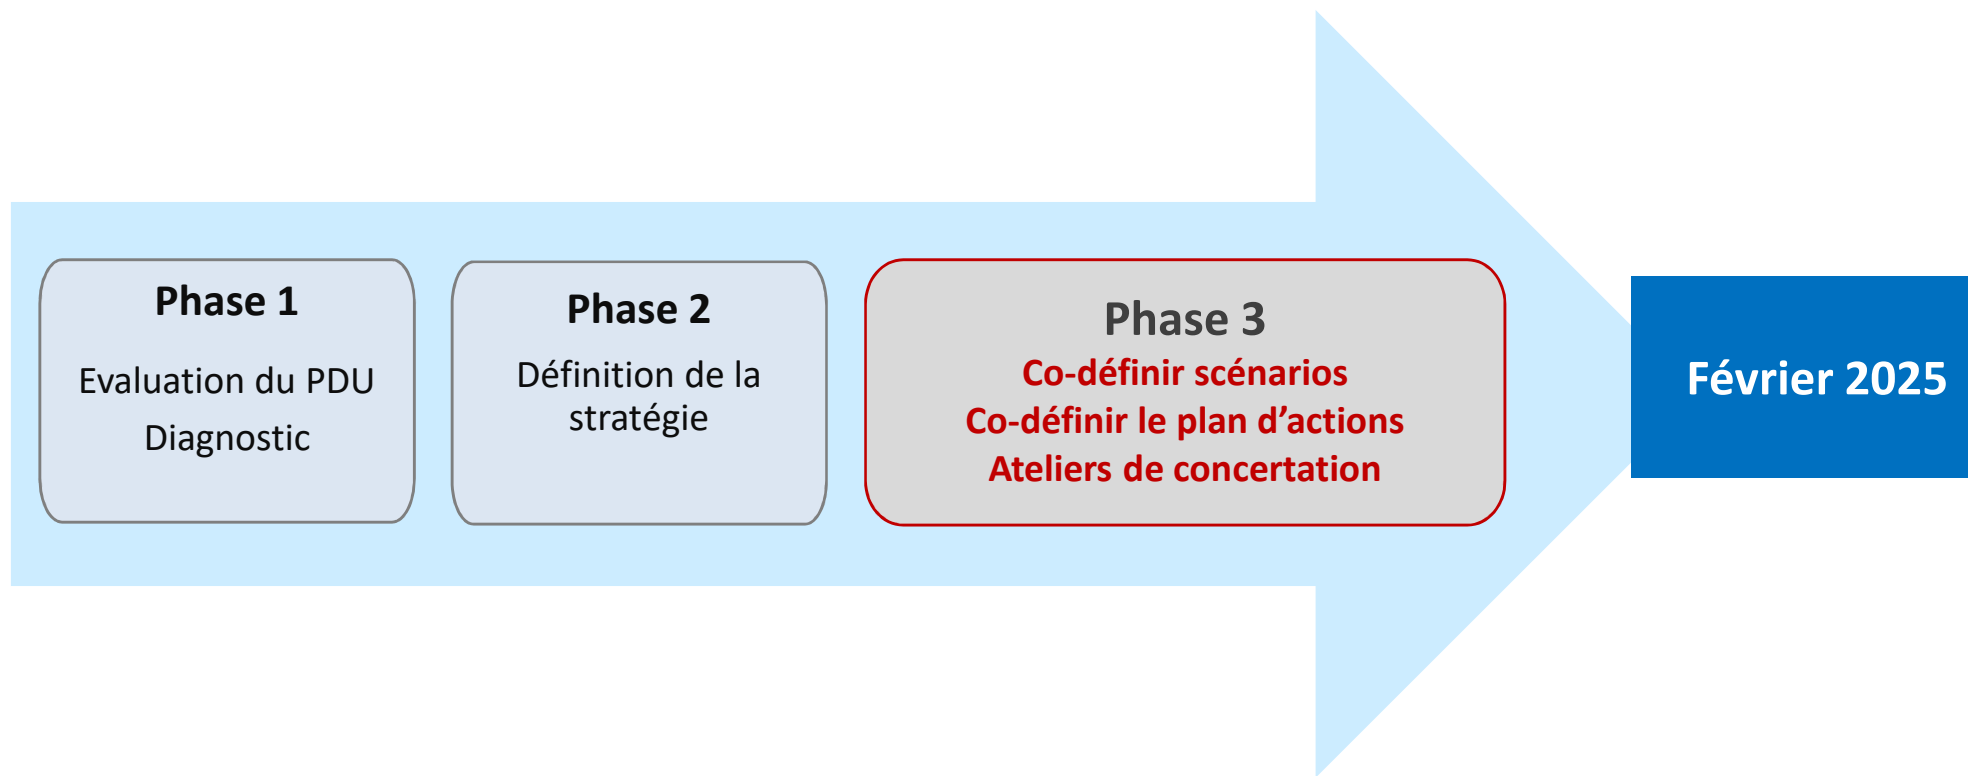 Phase 1
Evaluation du PDU
Diagnostic
Phase 2
Définition de la
stratégie
Phase 3
Co-définir scénarios
Co-définir le plan d’actions
Ateliers de concertation
Février 2025